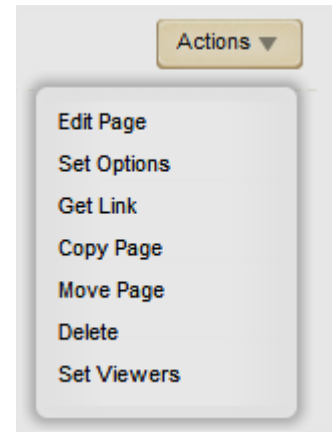 Actions
Edit Page
Set Options
Get Link
Copy Page
Move Page
Delete
Set Viewers